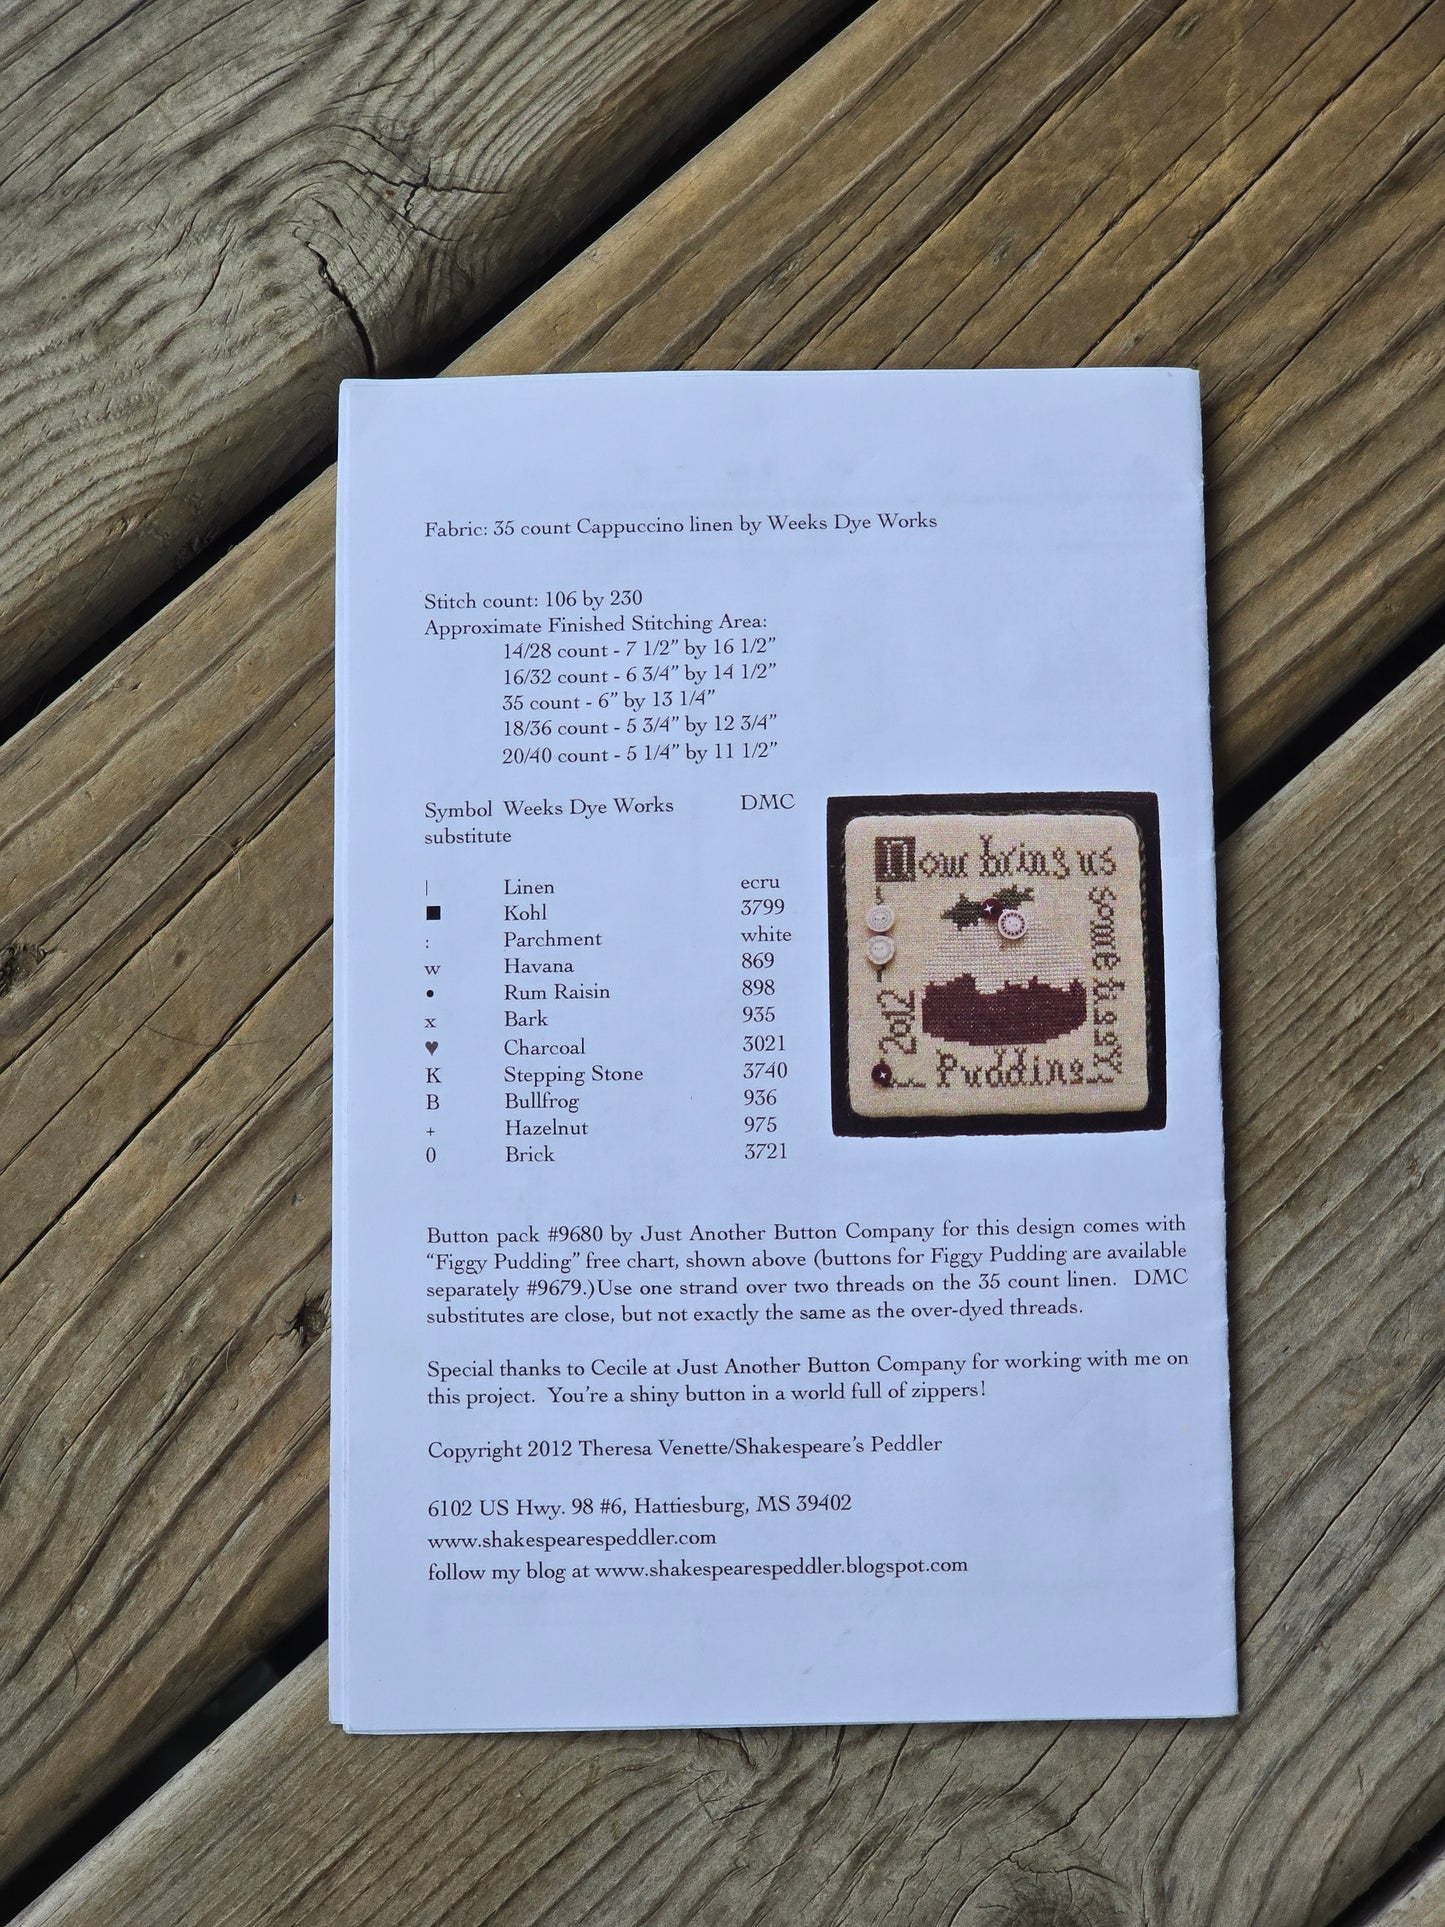 Fabric: 35 count Cappuccino linen by Weeks Dye Works
Stitch count: 106 by 230
Approximate Finished Stitching Area:
14/28 count - 7 1/2” by 16 1/2”
16/32 count - 6 3/4” by 14 1/2”
35 count - 6” by 13 1/4”
18/36 count - 5 3/4” by 12 3/4”
20/40 count - 5 1/4” by 11 1/2”
Symbol Weeks Dye Works DMC
substitute
| Linen ecru
■ Kohl 3799
: Parchment white
w Havana 869
• Rum Raisin 898
x Bark 935
♥ Charcoal 3021
K Stepping Stone 3740
B Bullfrog 936
+ Hazelnut 975
0 Brick 3721
Now bring us
some figgy
Pudding
2012
Button pack #9680 by Just Another Button Company for this design comes with
“Figgy Pudding” free chart, shown above (buttons for Figgy Pudding are available
separately #9679.)Use one strand over two threads on the 35 count linen. DMC
substitutes are close, but not exactly the same as the over-dyed threads.
Special thanks to Cecile at Just Another Button Company for working with me on
this project. You’re a shiny button in a world full of zippers!
Copyright 2012 Theresa Venette/Shakespeare’s Peddler
6102 US Hwy. 98 #6, Hattiesburg, MS 39402
www.shakespearespeddler.com
follow my blog at www.shakespearespeddler.blogspot.com